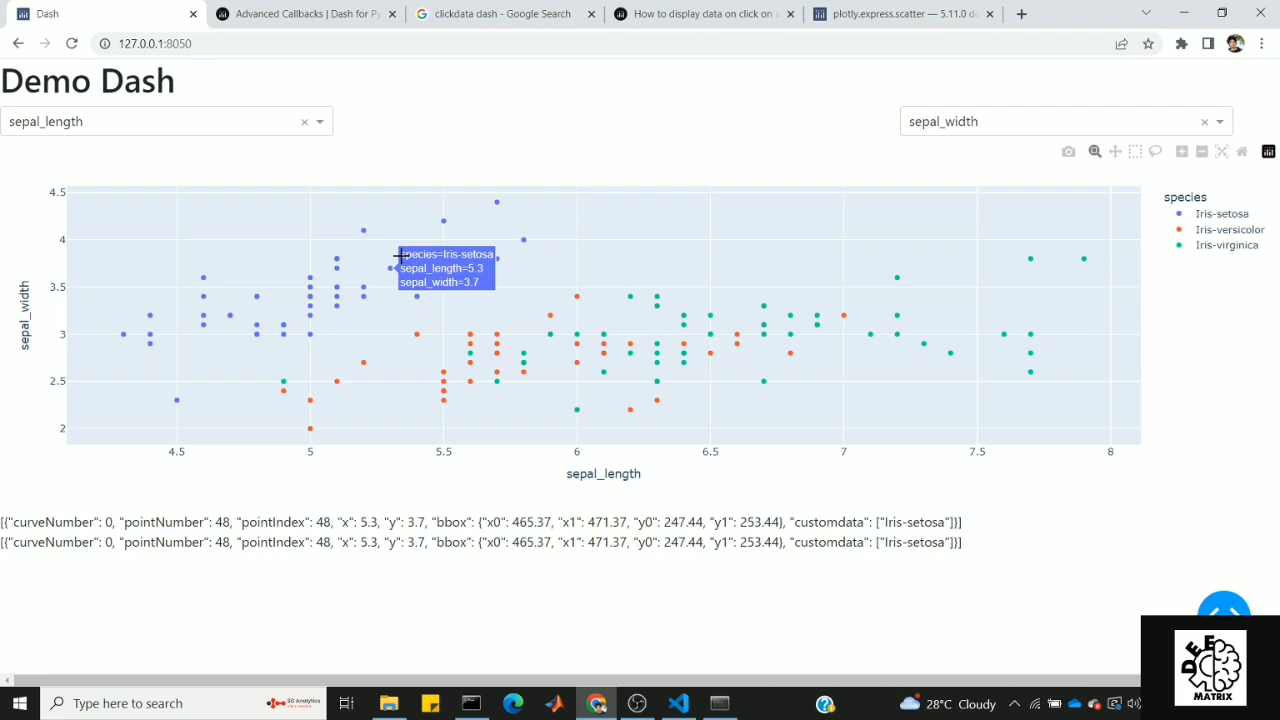 Dash
Advanced Callbacks | Dash for Py
clickdata dash - Google Search
How to display data on click on
plotly.express.scatter — 5.11.0 d
127.0.0.1:8050
Demo Dash
sepal_length
sepal_width
4.5
4
3.5
3
2.5
2
sepal_width
species=Iris-setosa
sepal_length=5.3
sepal_width=3.7
species
Iris-setosa
Iris-versicolor
Iris-virginica
4.5
5
5.5
6
6.5
7
7.5
8
sepal_length
[{"curveNumber": 0, "pointNumber": 48, "pointIndex": 48, "x": 5.3, "y": 3.7, "bbox": {"x0": 465.37, "x1": 471.37, "y0": 247.44, "y1": 253.44}, "customdata": ["Iris-setosa"]}]
[{"curveNumber": 0, "pointNumber": 48, "pointIndex": 48, "x": 5.3, "y": 3.7, "bbox": {"x0": 465.37, "x1": 471.37, "y0": 247.44, "y1": 253.44}, "customdata": ["Iris-setosa"]}]
DEE
MATRIX
Type here to search
SG Analytics
28°C Cloudy